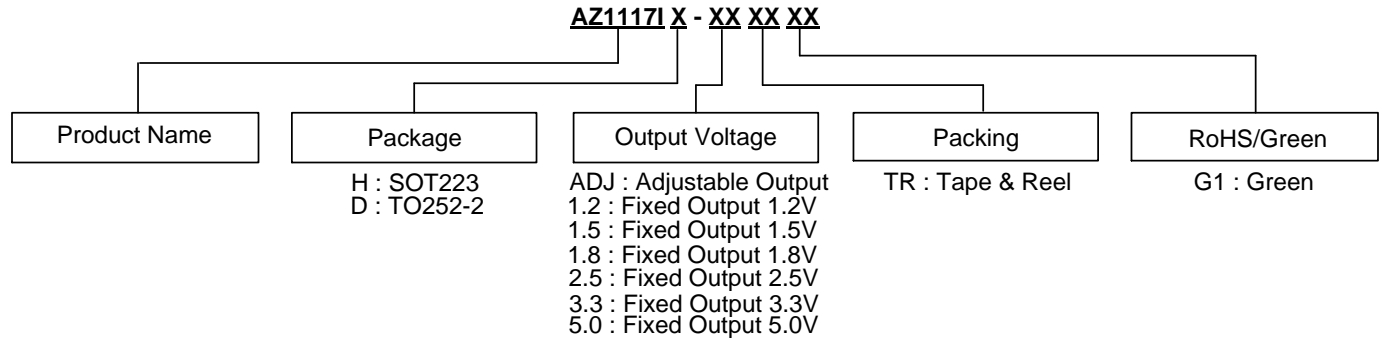 AZ1117I X - XX XX XX
Product Name
Package
Output Voltage
Packing
RoHS/Green
H : SOT223
D : TO252-2
ADJ : Adjustable Output
1.2 : Fixed Output 1.2V
1.5 : Fixed Output 1.5V
1.8 : Fixed Output 1.8V
2.5 : Fixed Output 2.5V
3.3 : Fixed Output 3.3V
5.0 : Fixed Output 5.0V
TR : Tape & Reel
G1 : Green